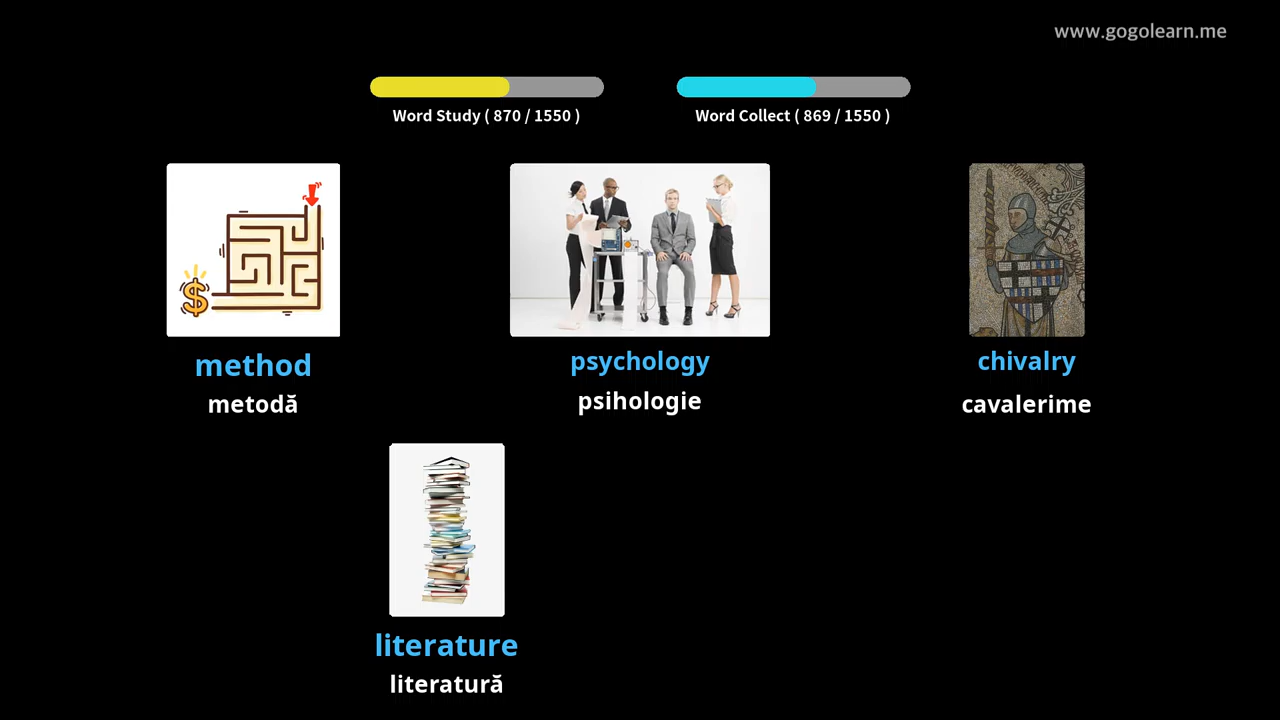 www.gogolearn.me
Word Study ( 870 / 1550 )
Word Collect ( 869 / 1550 )
method
metodă
psychology
psihologie
chivalry
cavalerime
literature
literatură